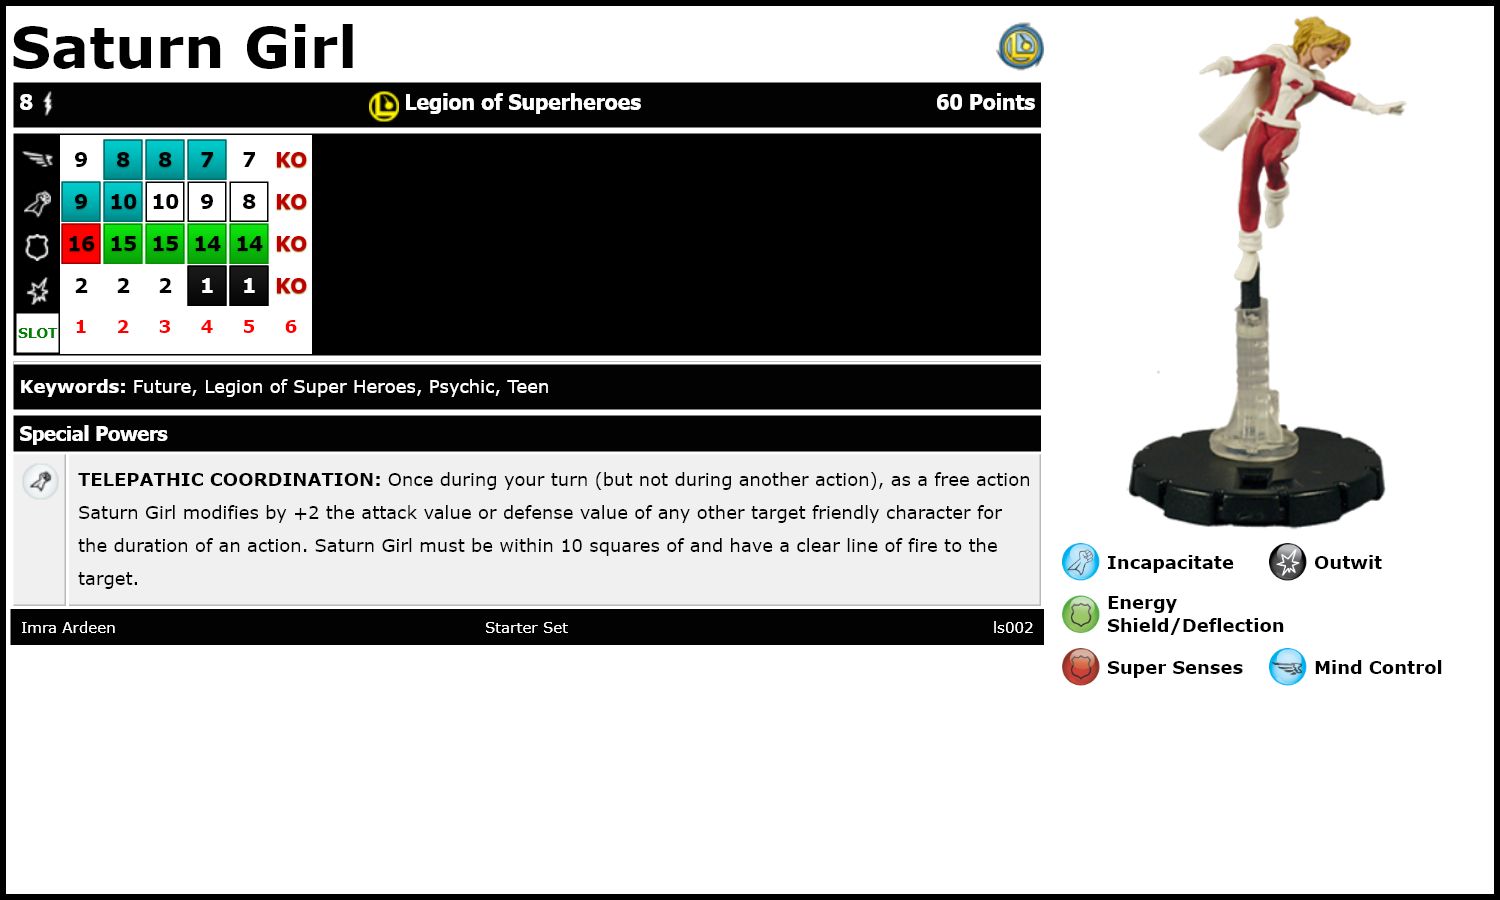 Saturn Girl
8 Legion of Superheroes 60 Points
9 8 8 7 7 KO
9 10 10 9 8 KO
16 15 15 14 14 KO
2 2 2 1 1 KO
SLOT 1 2 3 4 5 6
Keywords: Future, Legion of Super Heroes, Psychic, Teen
Special Powers
TELEPATHIC COORDINATION: Once during your turn (but not during another action), as a free action
Saturn Girl modifies by +2 the attack value or defense value of any other target friendly character for
the duration of an action. Saturn Girl must be within 10 squares of and have a clear line of fire to the
target.
Imra Ardeen Starter Set ls002
Incapacitate Outwit
Energy
Shield/Deflection
Super Senses Mind Control